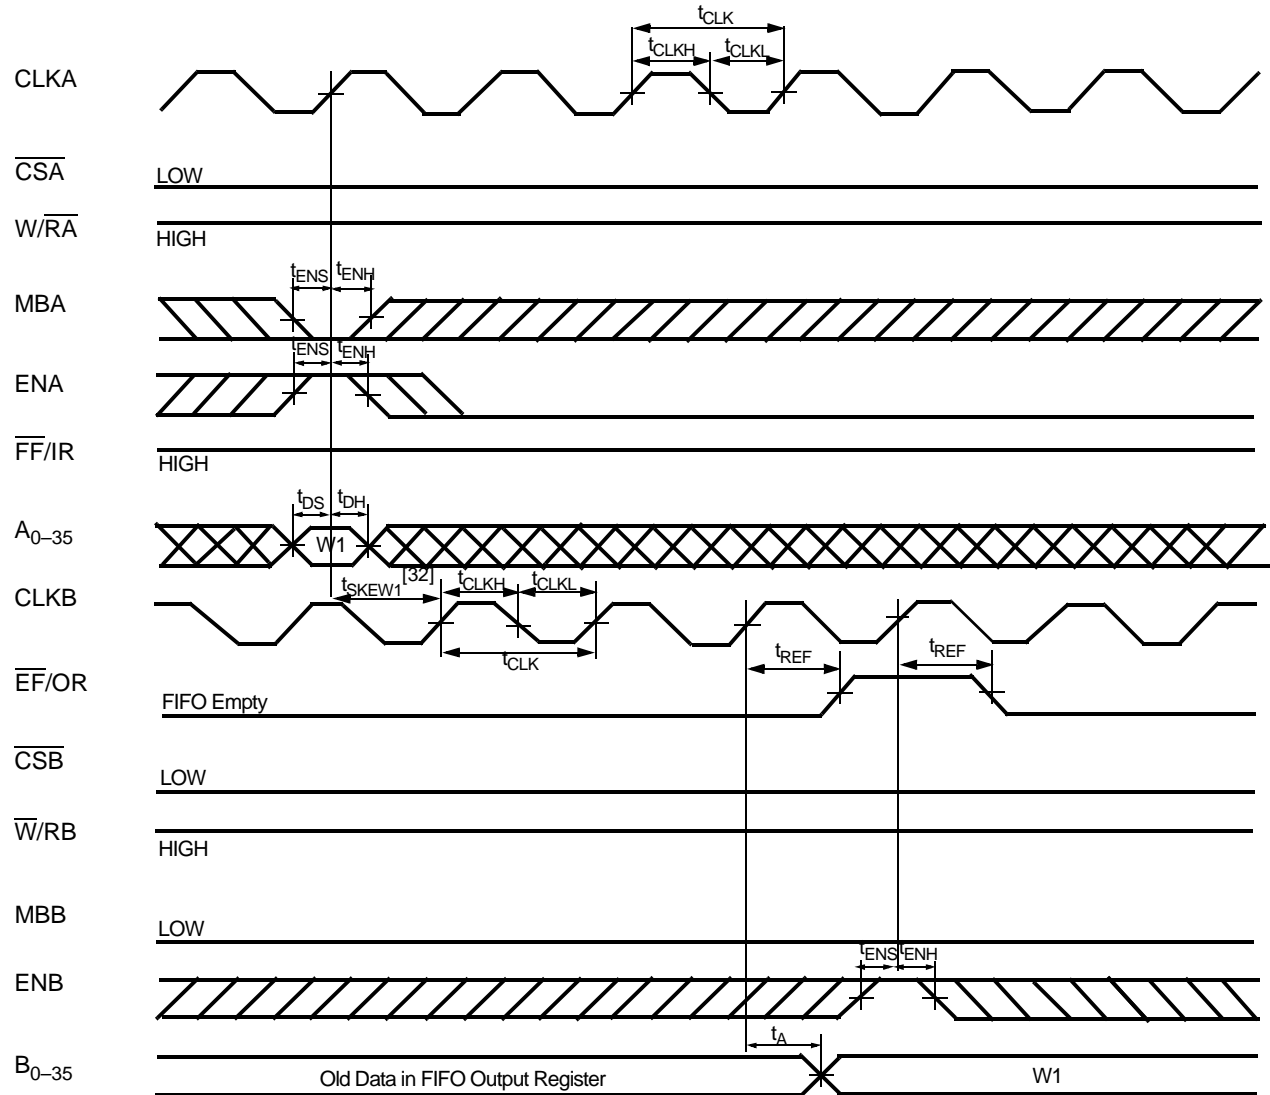 tCLK
tCLKH tCLKL
CLKA
CSA LOW
W/RA HIGH
tENS tENH
MBA
tENS tENH
ENA
FF/IR HIGH
tDS tDH
A0–35 W1
tSKEW1[32] tCLKH tCLKL
CLKB
tCLK tREF tREF
EF/OR FIFO Empty
CSB LOW
W/RB HIGH
MBB LOW
tENS tENH
ENB
tA
B0–35 Old Data in FIFO Output Register W1